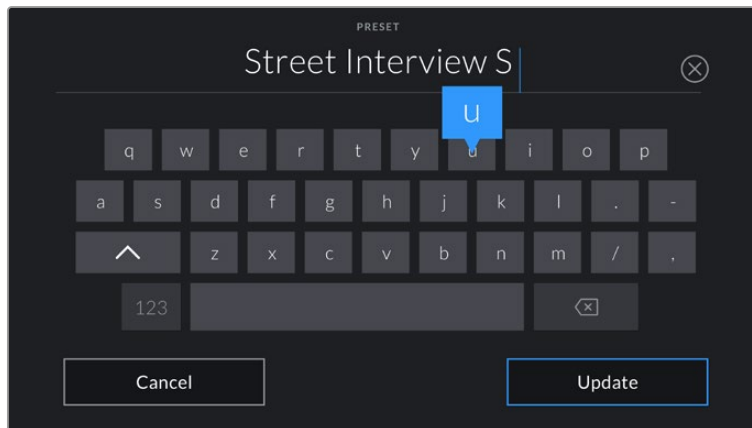 PRESET
Street Interview S
u
q w e r t y u i o p
a s d f g h j k l . -
z x c v b n m / ,
123
Cancel Update